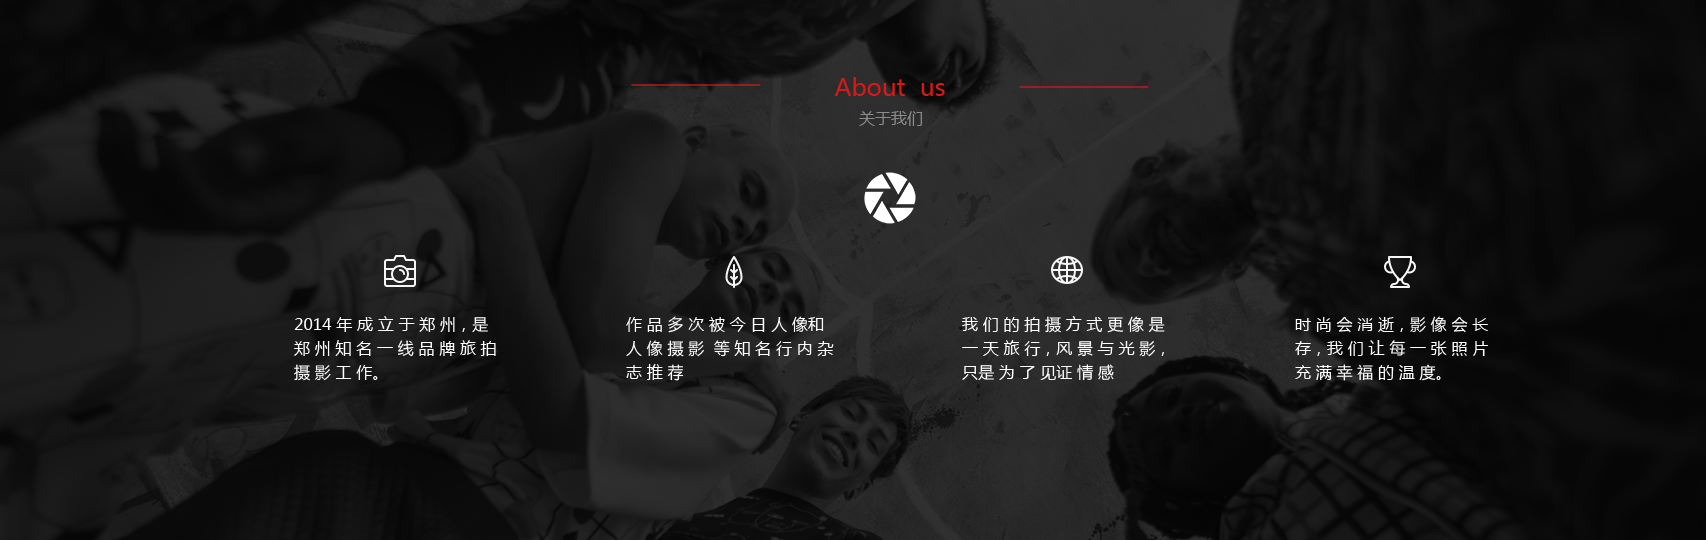 About us
关于我们
2014年成立于郑州,是
郑州知名一线品牌旅拍
摄影工作。
作品多次被今日人像和
人像摄影 等知名行内杂
志推荐
我们的拍摄方式更像是
一天旅行,风景与光影,
只是为了见证情感
时尚会消逝,影像会长
存,我们让每一张照片
充满幸福的温度。